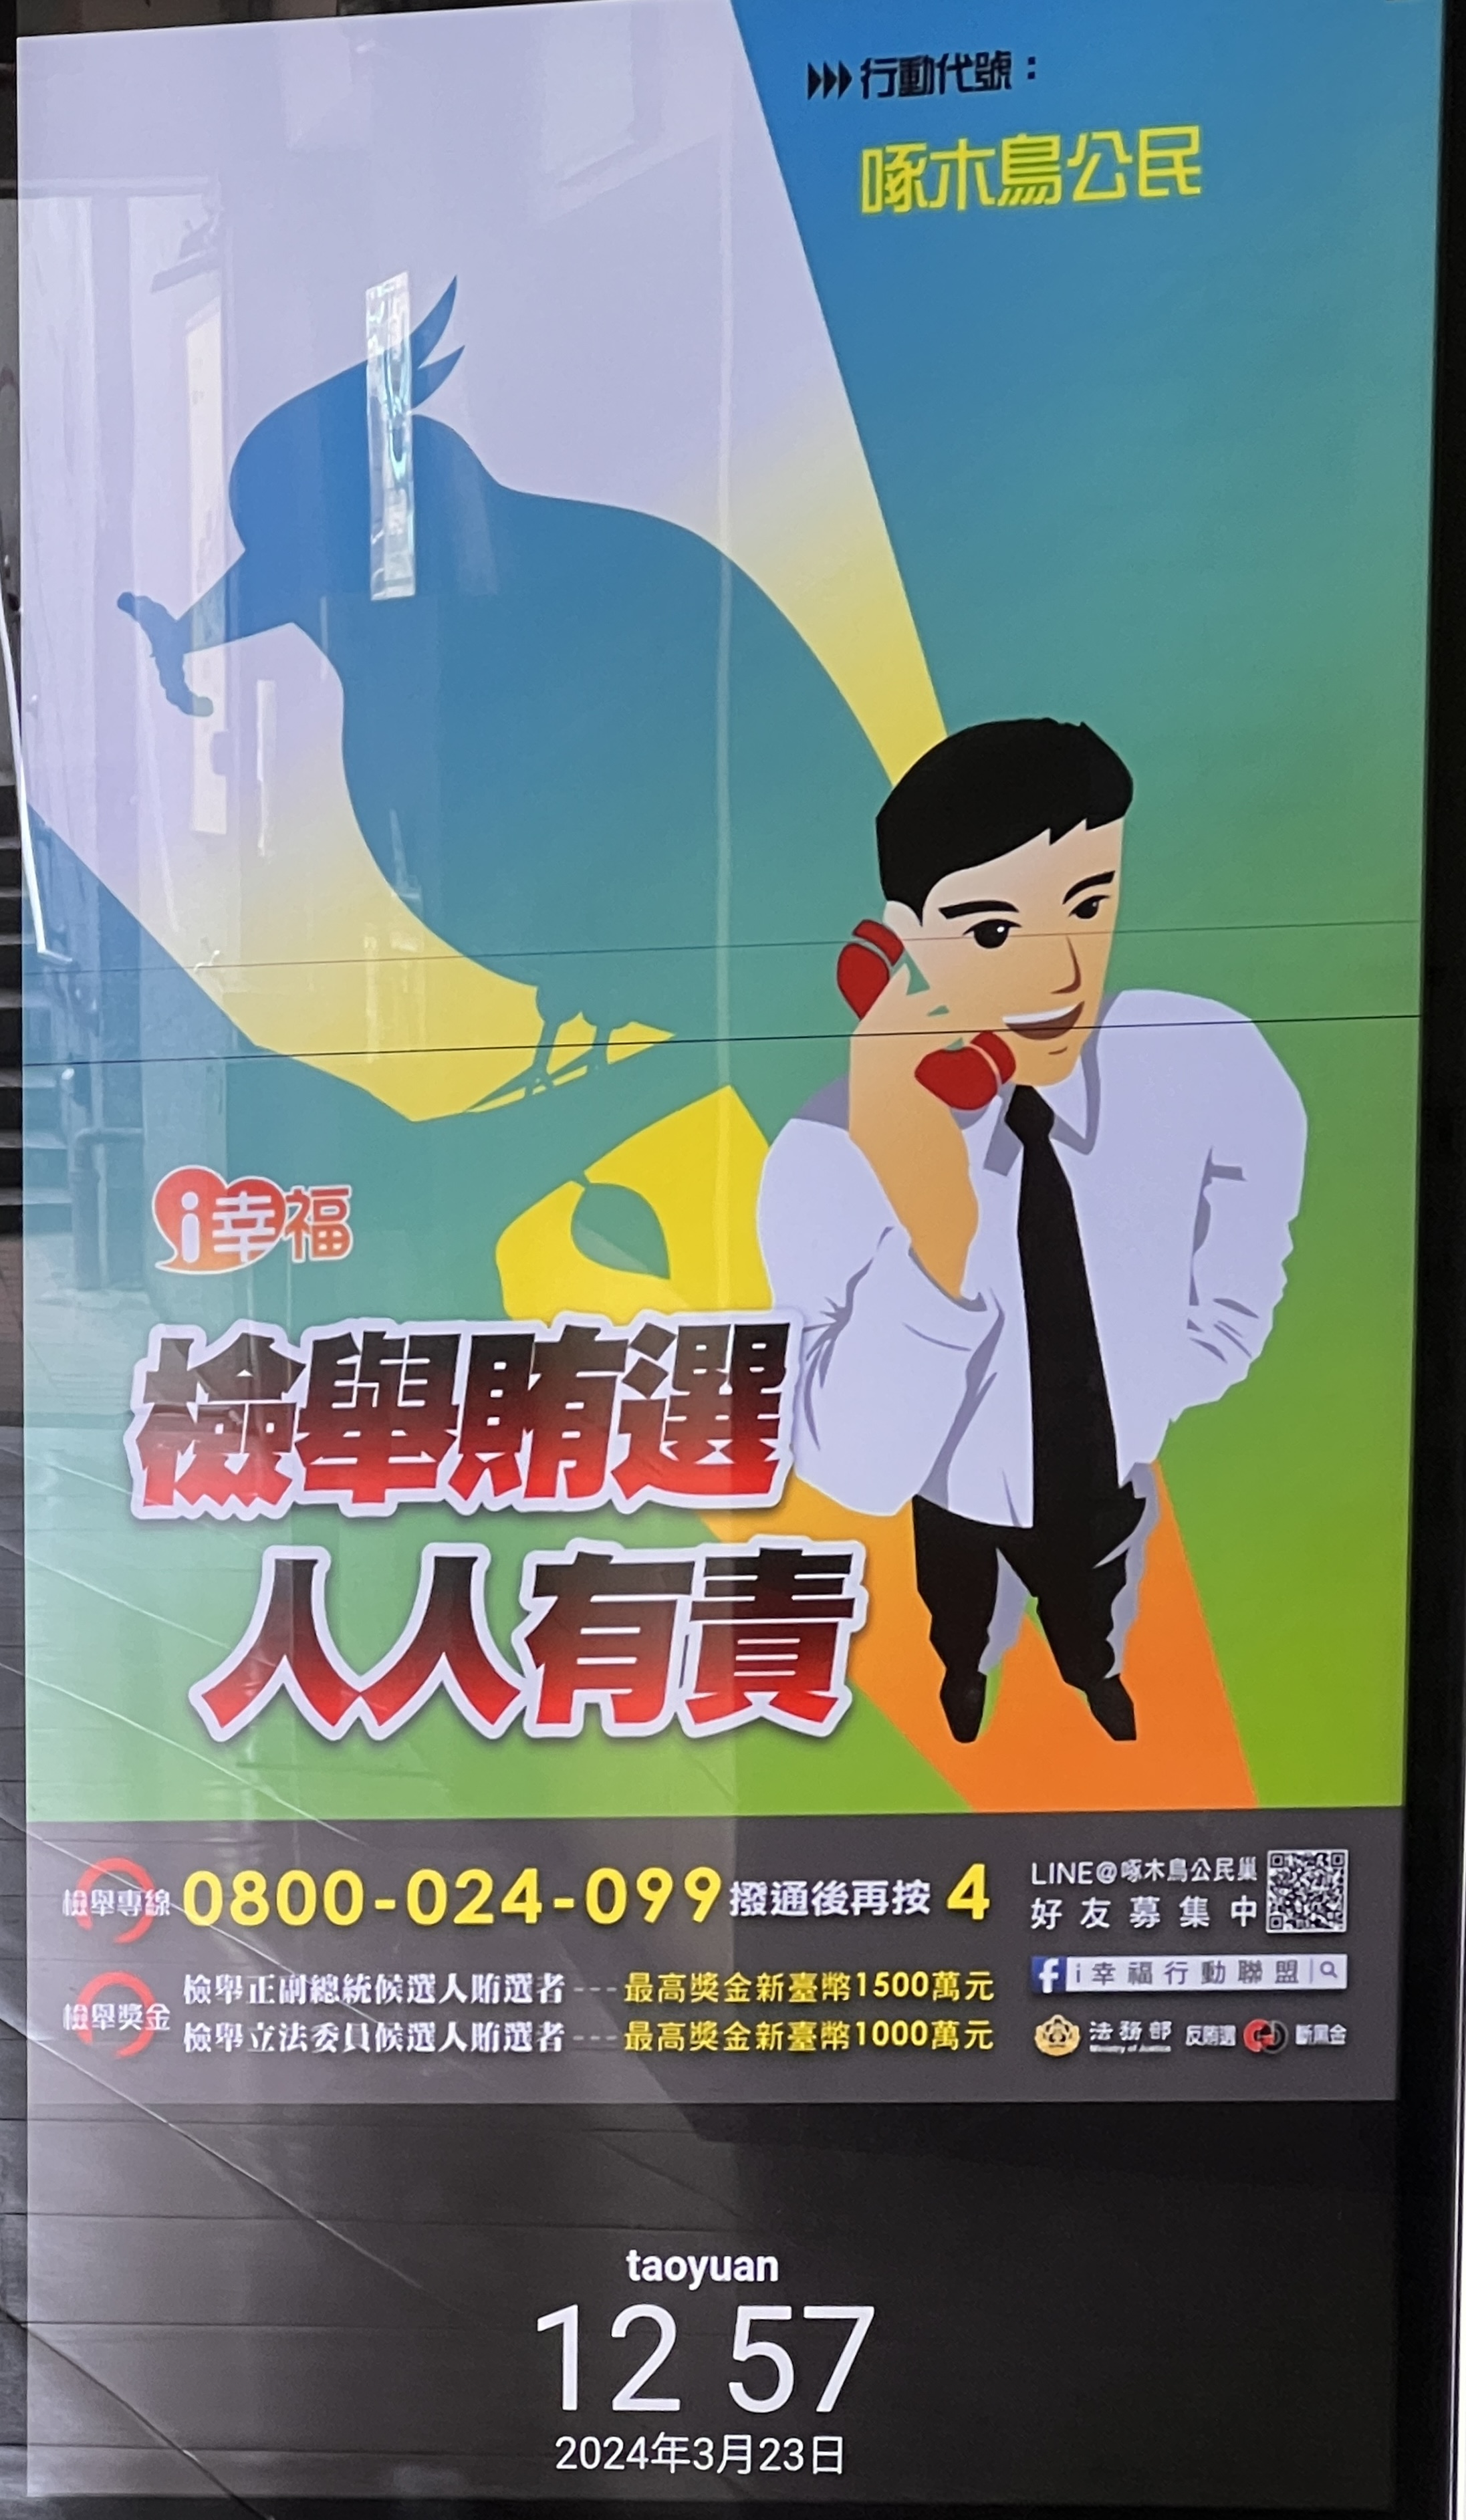 行動代號：
啄木鳥公民
i幸福
檢舉賄選
人人有責
檢舉專線 0800-024-099 撥通後再按 4
檢舉獎金
檢舉正副總統候選人賄選者---最高獎金新臺幣1500萬元
檢舉立法委員候選人賄選者---最高獎金新臺幣1000萬元
LINE@啄木鳥公民巢
好友募集中
f i幸福行動聯盟
法務部
Ministry of Justice
反賄選 斷黑金
taoyuan
12 57
2024年3月23日